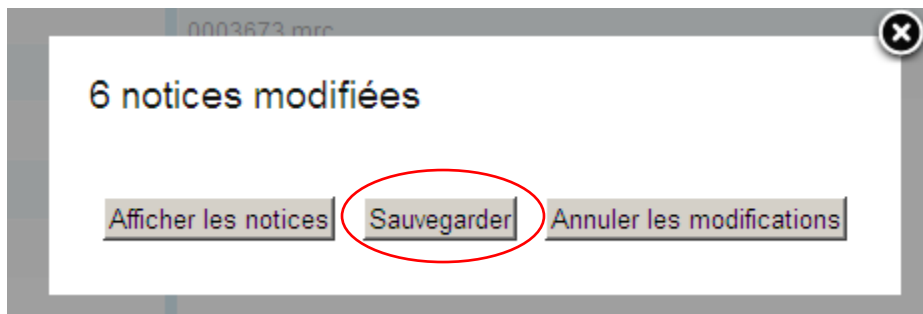 0003673.mrc
6 notices modifiées
Afficher les notices Sauvegarder Annuler les modifications